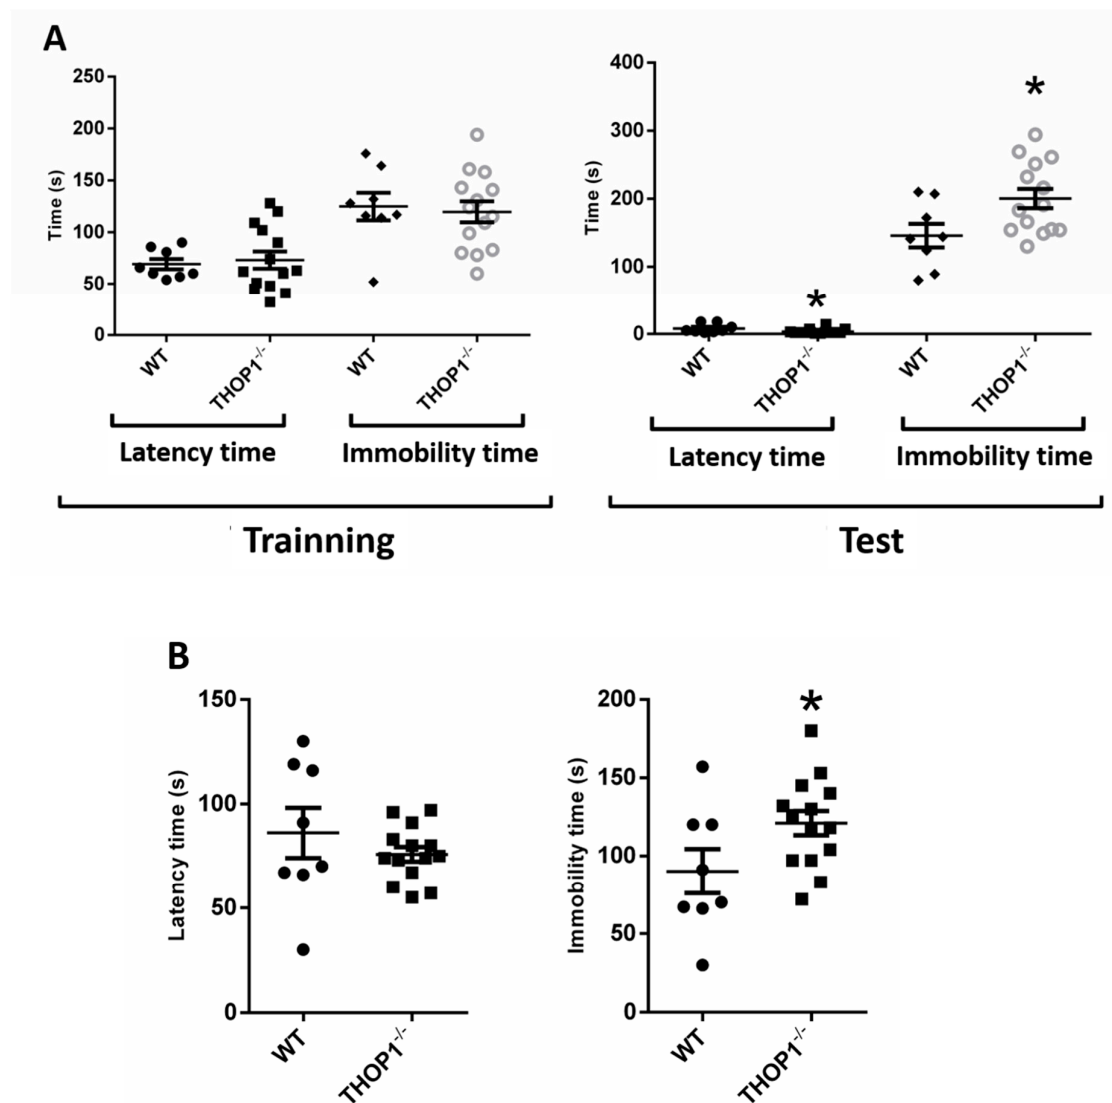 A
250
200
150
100
50
0
Time (s)
WT
THOP1-/-
WT
THOP1-/-
Latency time
Immobility time
Trainning
400
300
200
100
0
Time (s)
*
*
WT
THOP1-/-
WT
THOP1-/-
Latency time
Immobility time
Test
B
150
100
50
0
Latency time (s)
WT
THOP1-/-
200
150
100
50
0
Immobility time (s)
*
WT
THOP1-/-